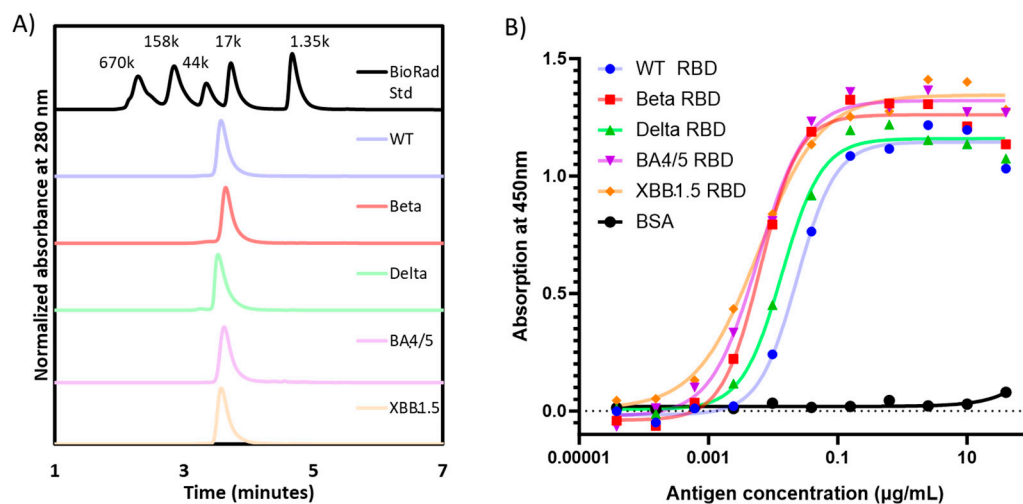 A)
670k
158k
44k
17k
1.35k
BioRad
Std
WT
Beta
Delta
BA4/5
XBB1.5
Normalized absorbance at 280 nm
1
3
5
7
Time (minutes)
B)
WT RBD
Beta RBD
Delta RBD
BA4/5 RBD
XBB1.5 RBD
BSA
Absorption at 450nm
1.5
1.0
0.5
0.0
0.00001
0.001
0.1
10
Antigen concentration (µg/mL)